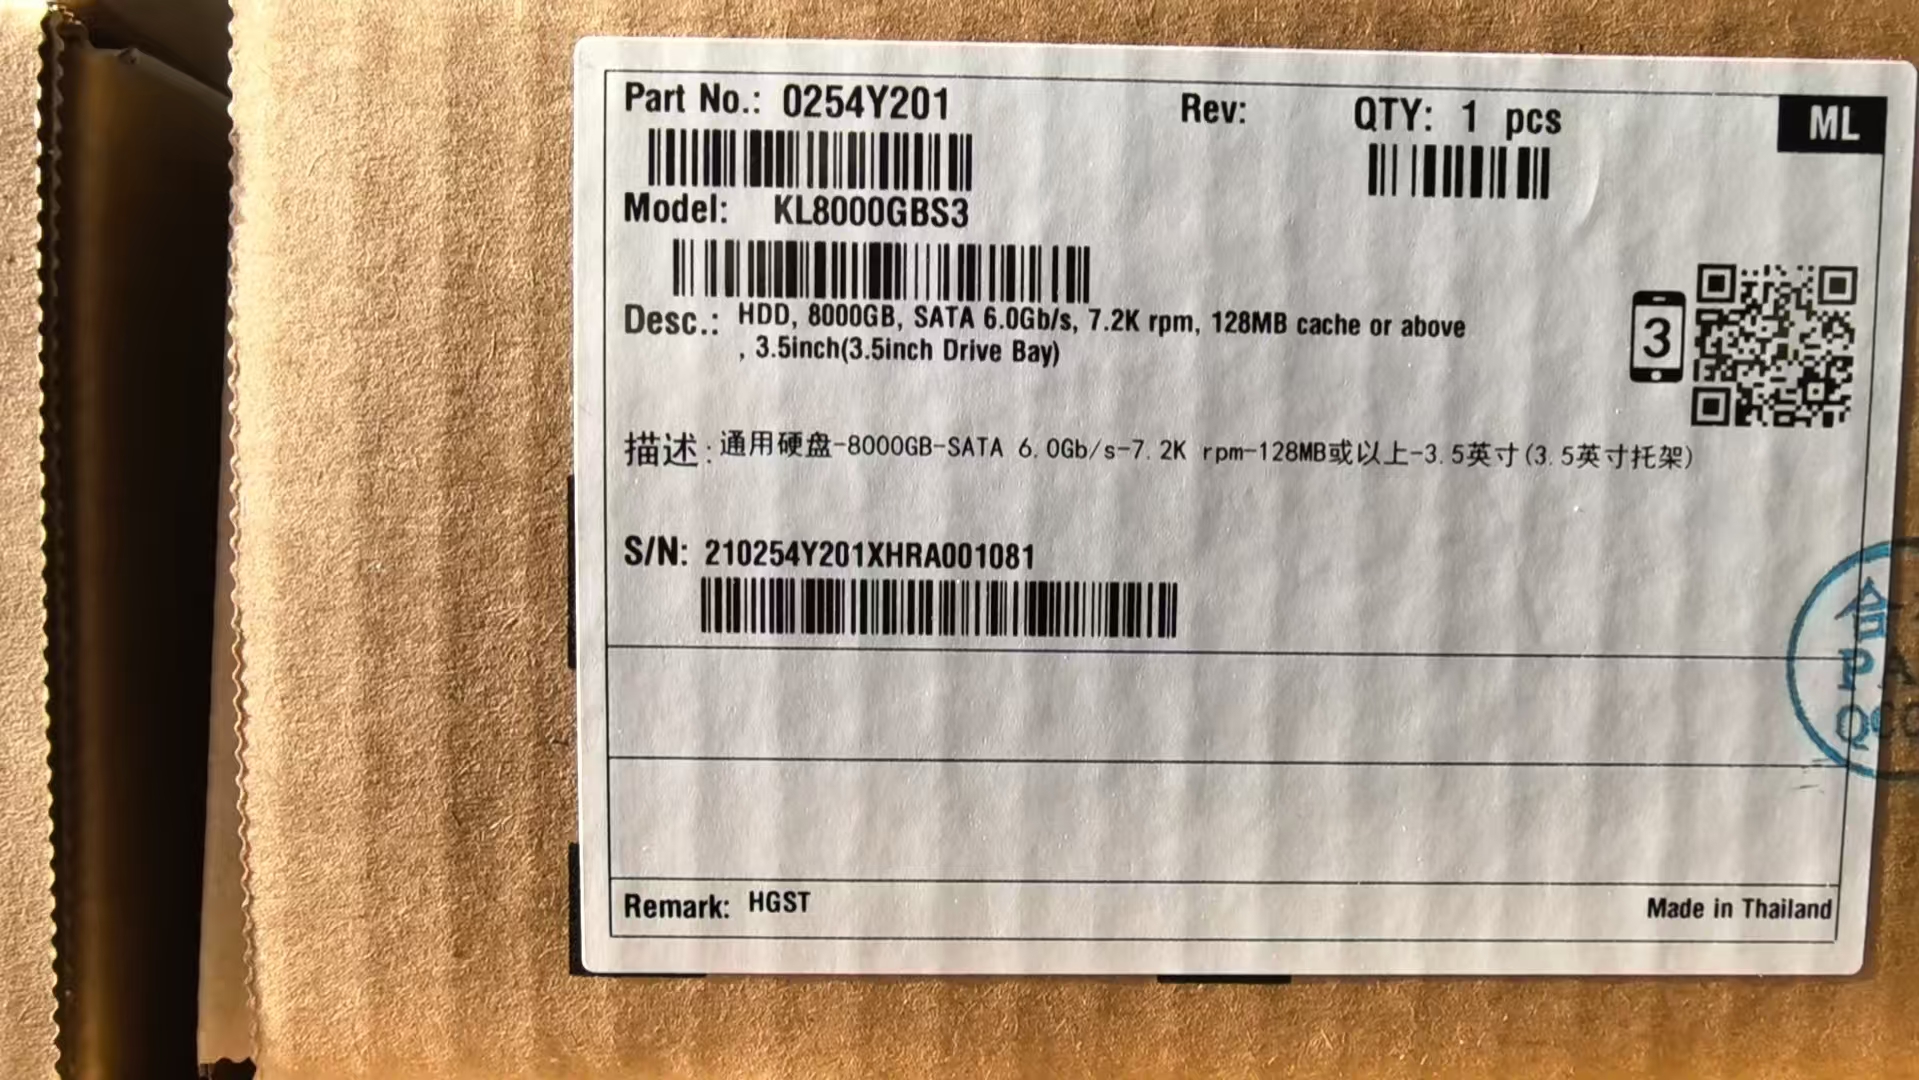 Part No.: 0254Y201 Rev: QTY: 1 pcs ML
Model: KL8000GBS3
Desc.: HDD, 8000GB, SATA 6.0Gb/s, 7.2K rpm, 128MB cache or above
, 3.5inch(3.5inch Drive Bay)
3
描述:通用硬盘-8000GB-SATA 6.0Gb/s-7.2K rpm-128MB或以上-3.5英寸(3.5英寸托架)
S/N: 210254Y201XHRA001081
合
PA
QC
Remark: HGST Made in Thailand